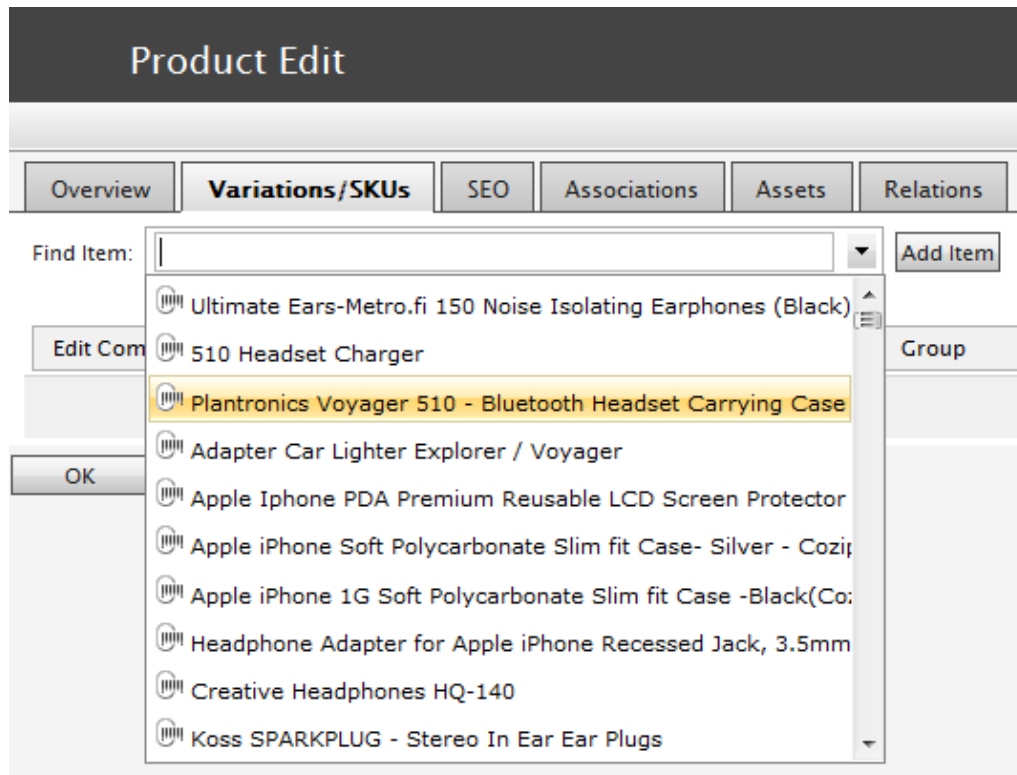 Product Edit
Overview Variations/SKUs SEO Associations Assets Relations
Find Item: Add Item
Ultimate Ears-Metro.fi 150 Noise Isolating Earphones (Black)
Edit Com Group
510 Headset Charger
Plantronics Voyager 510 - Bluetooth Headset Carrying Case
Adapter Car Lighter Explorer / Voyager
OK
Apple Iphone PDA Premium Reusable LCD Screen Protector
Apple iPhone Soft Polycarbonate Slim fit Case- Silver - Cozip
Apple iPhone 1G Soft Polycarbonate Slim fit Case -Black(Coz
Headphone Adapter for Apple iPhone Recessed Jack, 3.5mm
Creative Headphones HQ-140
Koss SPARKPLUG - Stereo In Ear Ear Plugs